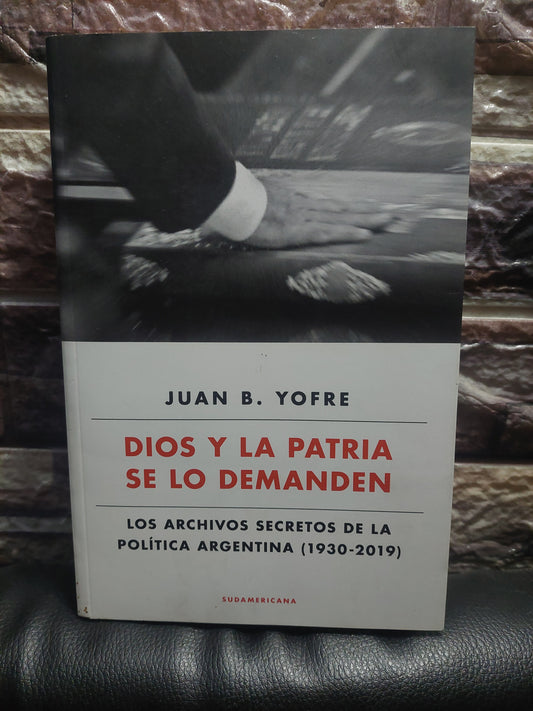 JUAN B. YOFRE
DIOS Y LA PATRIA
SE LO DEMANDEN
LOS ARCHIVOS SECRETOS DE LA
POLÍTICA ARGENTINA (1930-2019)
SUDAMERICANA